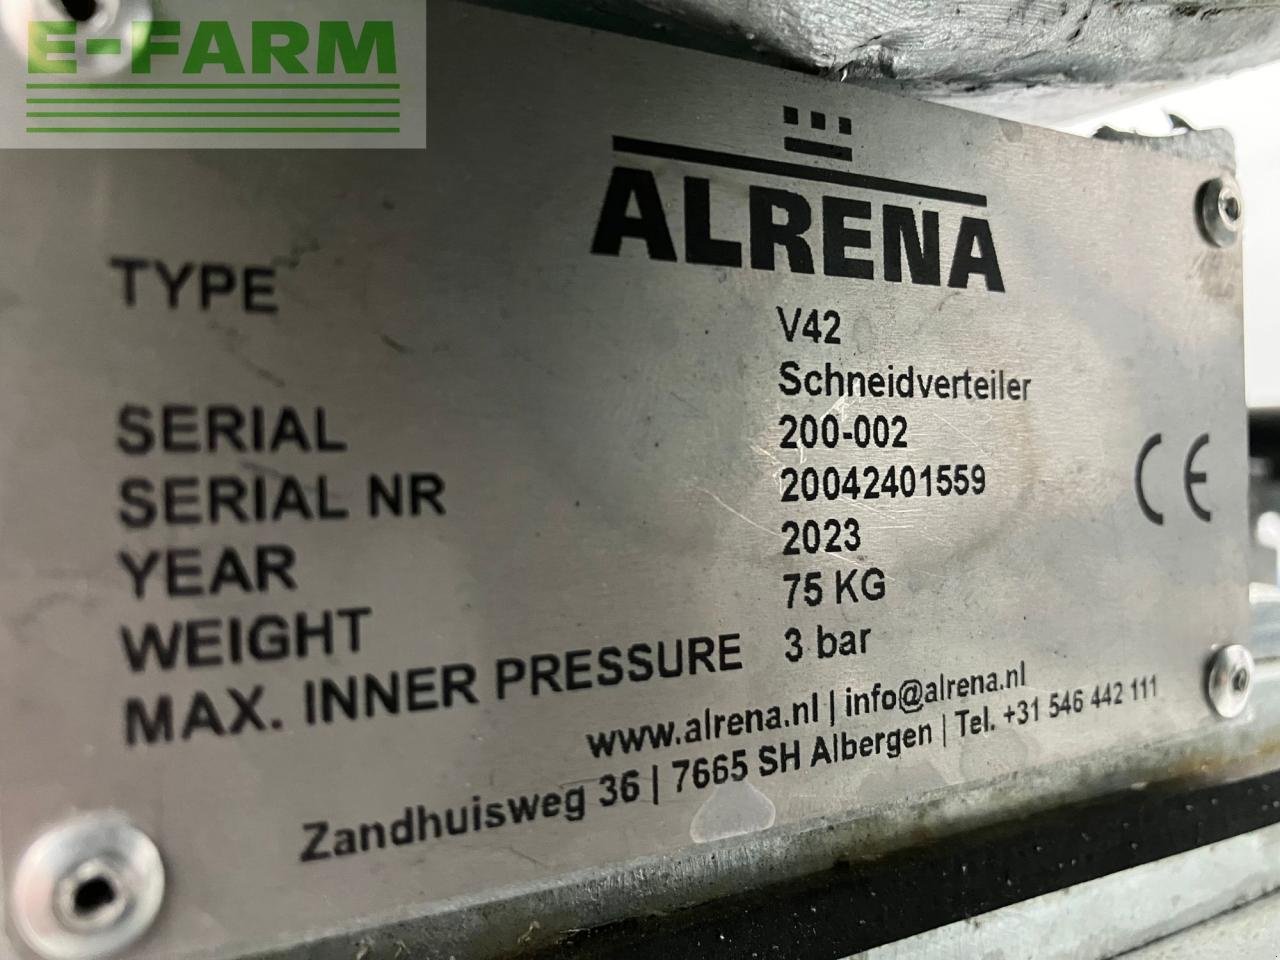 E-FARM
ALRENA
TYPE V42
Schneidverteiler
SERIAL 200-002
SERIAL NR 20042401559
YEAR 2023
WEIGHT 75 KG
MAX. INNER PRESSURE 3 bar
www.alrena.nl | info@alrena.nl
Zandhuisweg 36 | 7665 SH Albergen | Tel. +31 546 442 111
CE